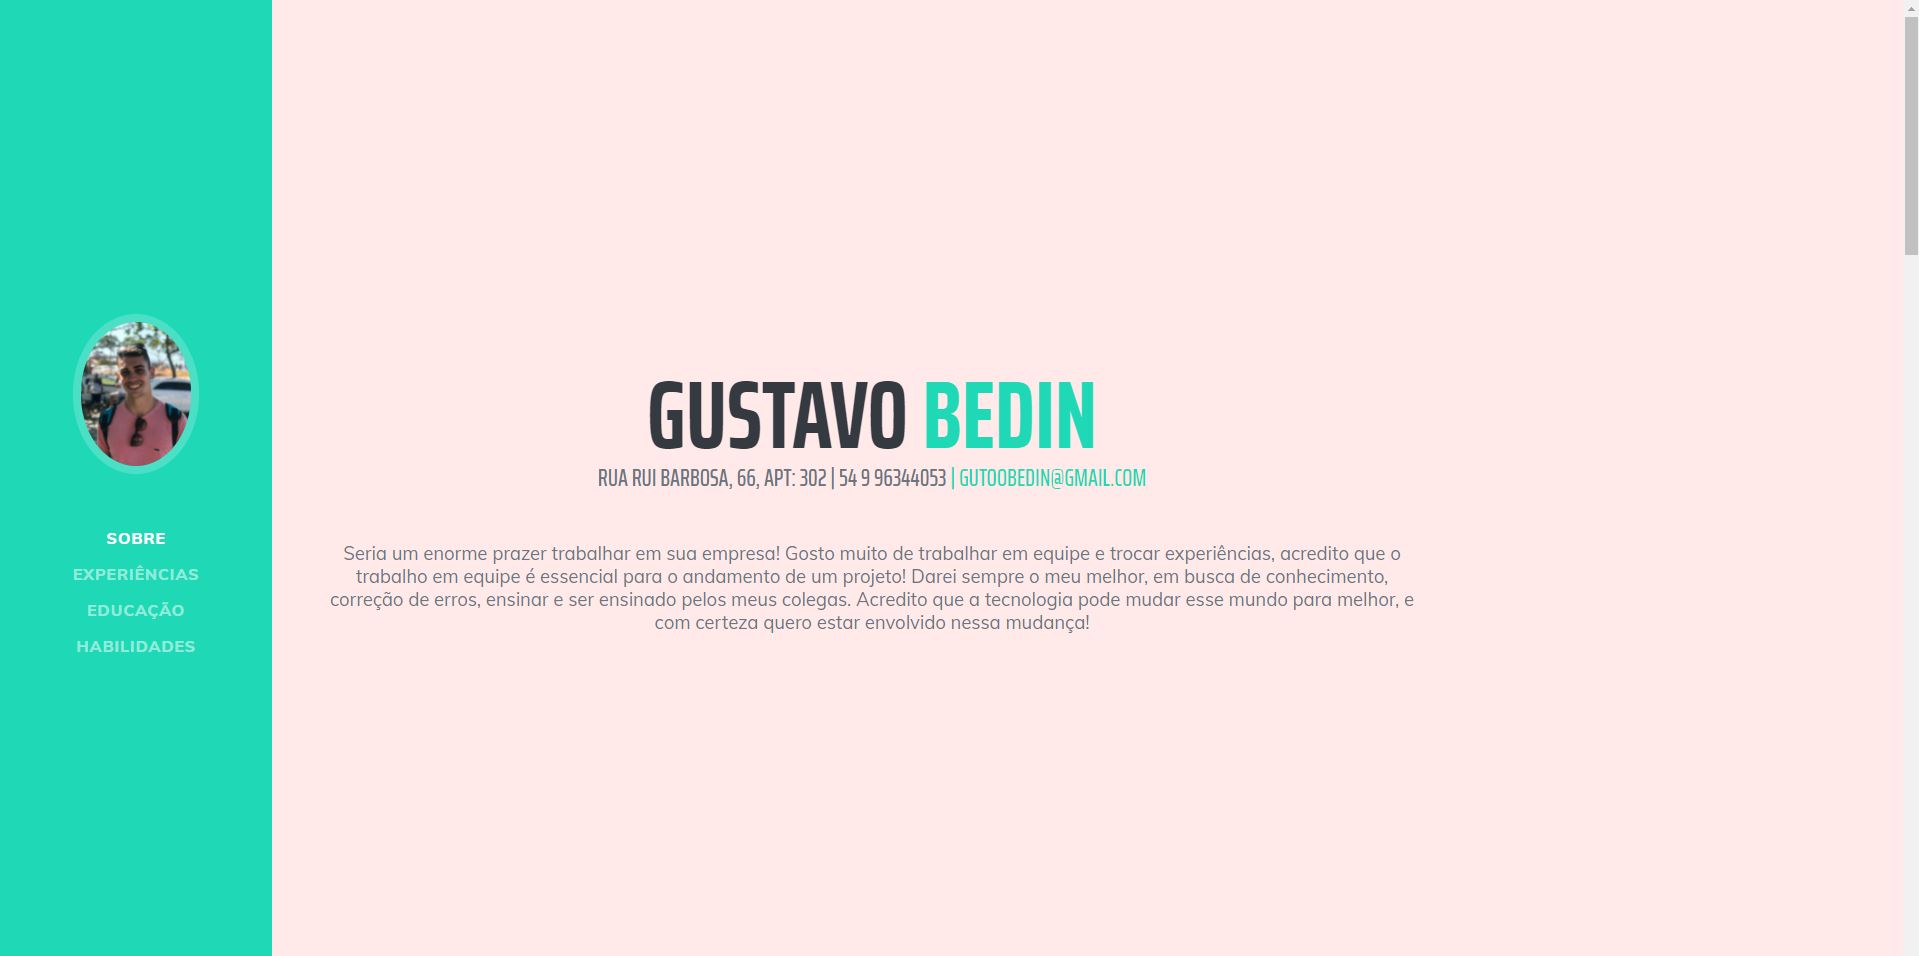 SOBRE
EXPERIÊNCIAS
EDUCAÇÃO
HABILIDADES
GUSTAVO BEDIN
RUA RUI BARBOSA, 66, APT: 302 | 54 9 96344053 | GUTOOBEDIN@GMAIL.COM
Seria um enorme prazer trabalhar em sua empresa! Gosto muito de trabalhar em equipe e trocar experiências, acredito que o
trabalho em equipe é essencial para o andamento de um projeto! Darei sempre o meu melhor, em busca de conhecimento,
correção de erros, ensinar e ser ensinado pelos meus colegas. Acredito que a tecnologia pode mudar esse mundo para melhor, e
com certeza quero estar envolvido nessa mudança!